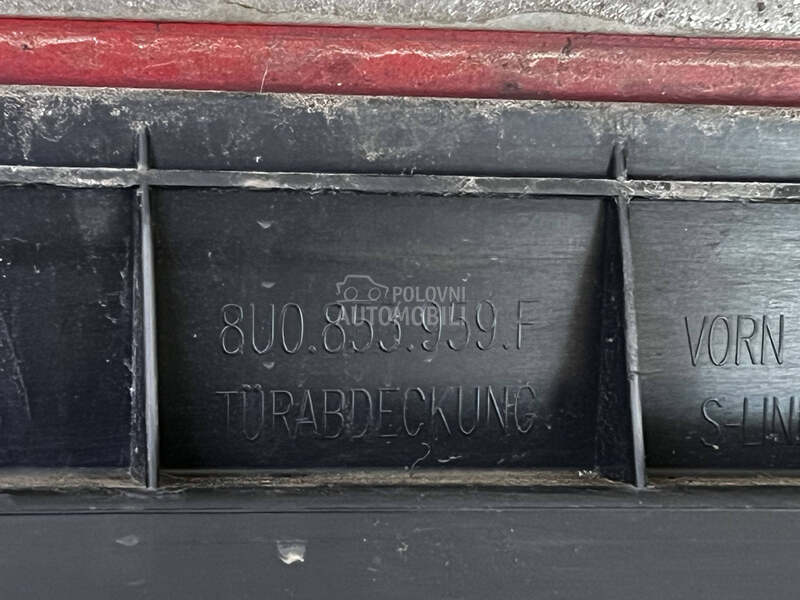 POLOVNI
AUTOMOBILI
8U0.853.959.F
TÜRABDECKUNG
VORN
S-LIN